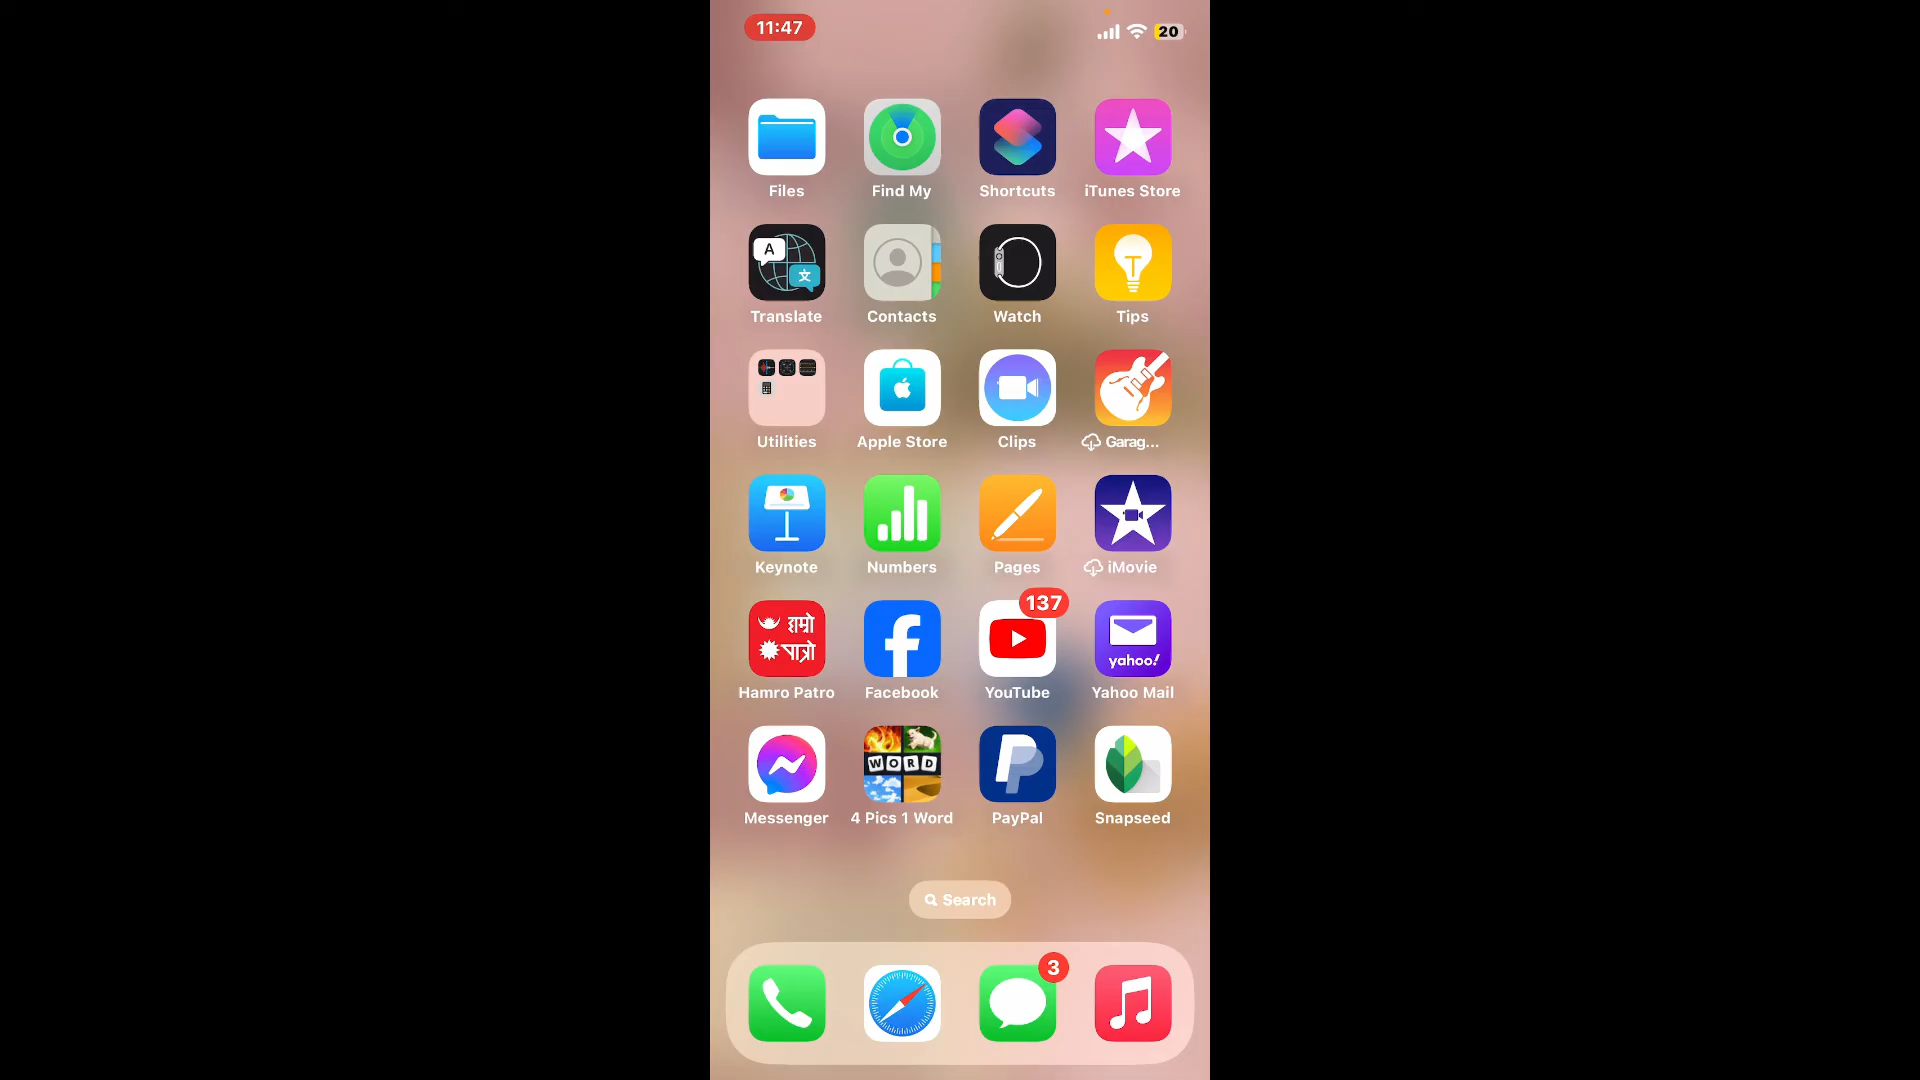 11:47
20
Files
Find My
Shortcuts
iTunes Store
A
文
Translate
Contacts
Watch
T
Tips
Utilities
Apple Store
Clips
Garag...
Keynote
Numbers
Pages
iMovie
137
हाम्रो
पात्रो
yahoo!
Hamro Patro
Facebook
YouTube
Yahoo Mail
WORD
Messenger
4 Pics 1 Word
PayPal
Snapseed
Search
3